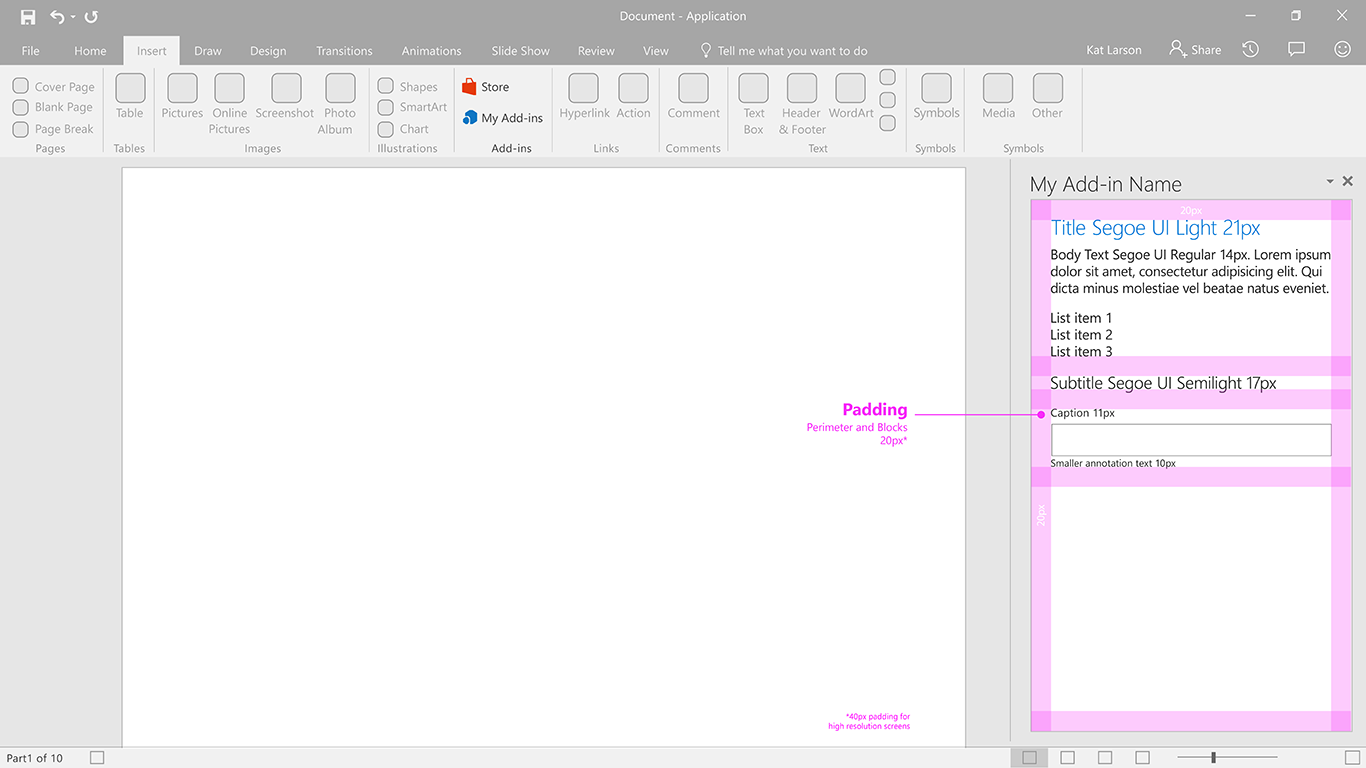 Document - Application
File Home Insert Draw Design Transitions Animations Slide Show Review View Tell me what you want to do Kat Larson Share
Cover Page
Blank Page
Page Break
Pages
Table
Tables
Pictures
Online
Pictures
Screenshot
Photo
Album
Images
Shapes
SmartArt
Chart
Illustrations
Store
My Add-ins
Add-ins
Hyperlink
Action
Links
Comment
Comments
Text
Box
Header
& Footer
WordArt
Text
Symbols
Symbols
Media
Other
Symbols
My Add-in Name
20px
Title Segoe UI Light 21px
Body Text Segoe UI Regular 14px. Lorem ipsum
dolor sit amet, consectetur adipisicing elit. Qui
dicta minus molestiae vel beatae natus eveniet.
List item 1
List item 2
List item 3
Subtitle Segoe UI Semilight 17px
Padding
Perimeter and Blocks
20px*
Caption 11px
Smaller annotation text 10px
20px
*40px padding for
high resolution screens
Part1 of 10